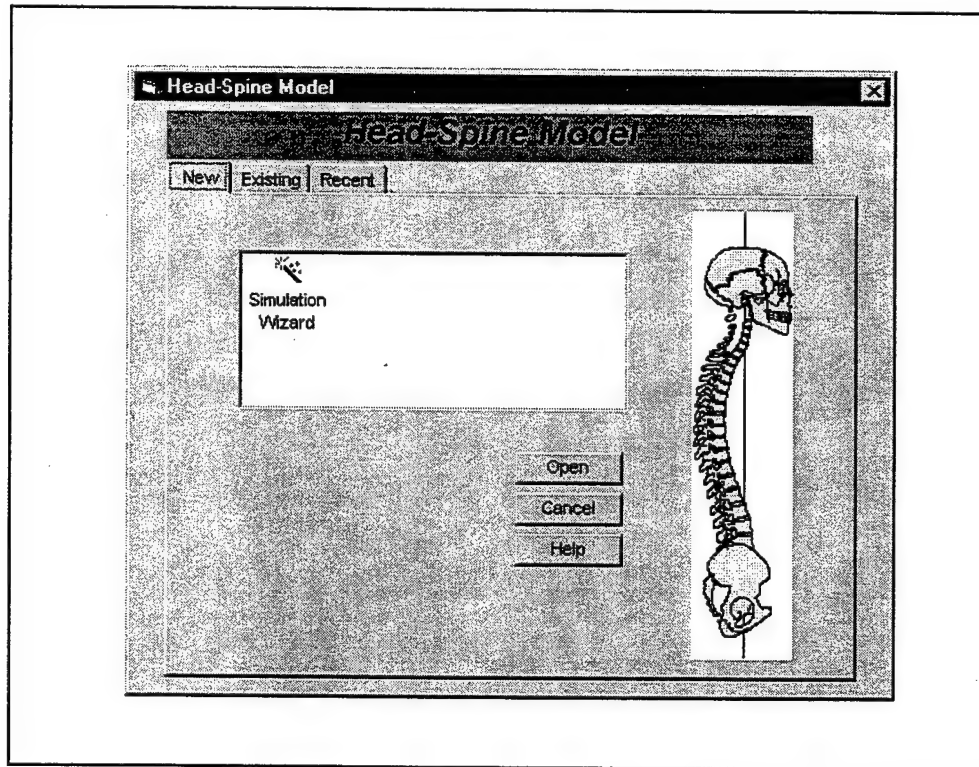 Head-Spine Model
Head-Spine Model
New Existing Recent
Simulation
Wizard
Open
Cancel
Help